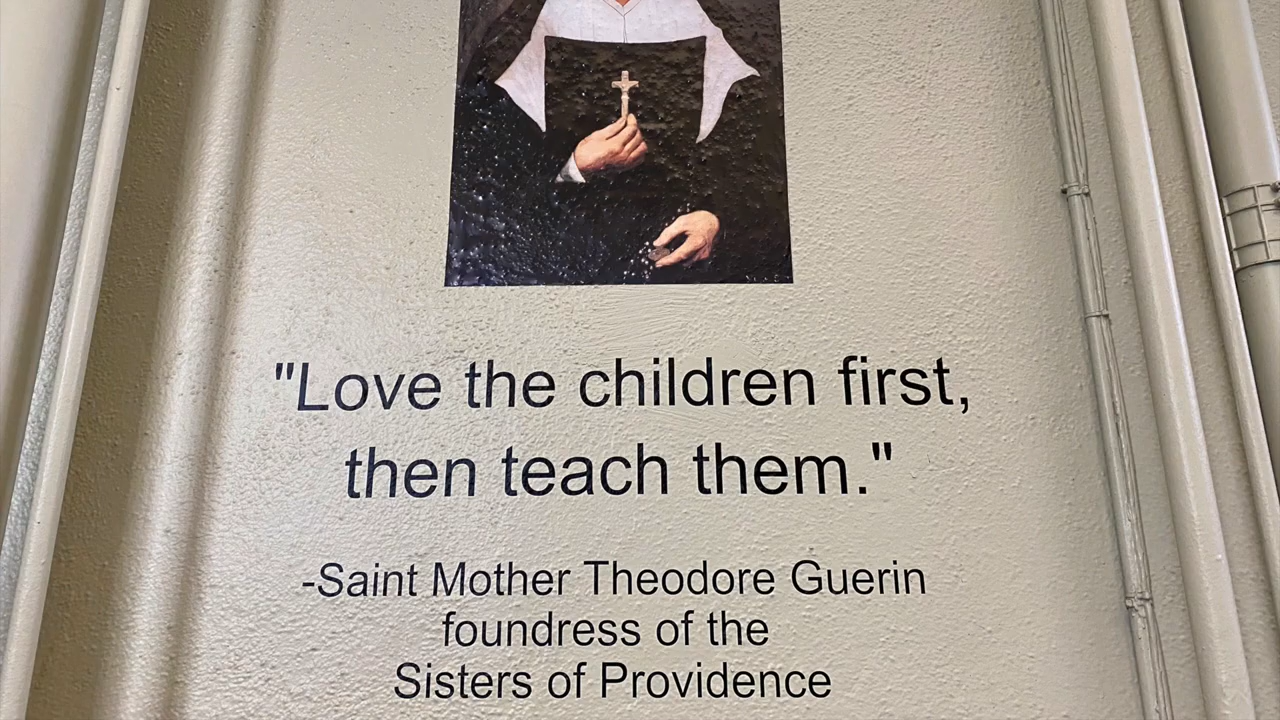 "Love the children first,
then teach them."
-Saint Mother Theodore Guerin
foundress of the
Sisters of Providence